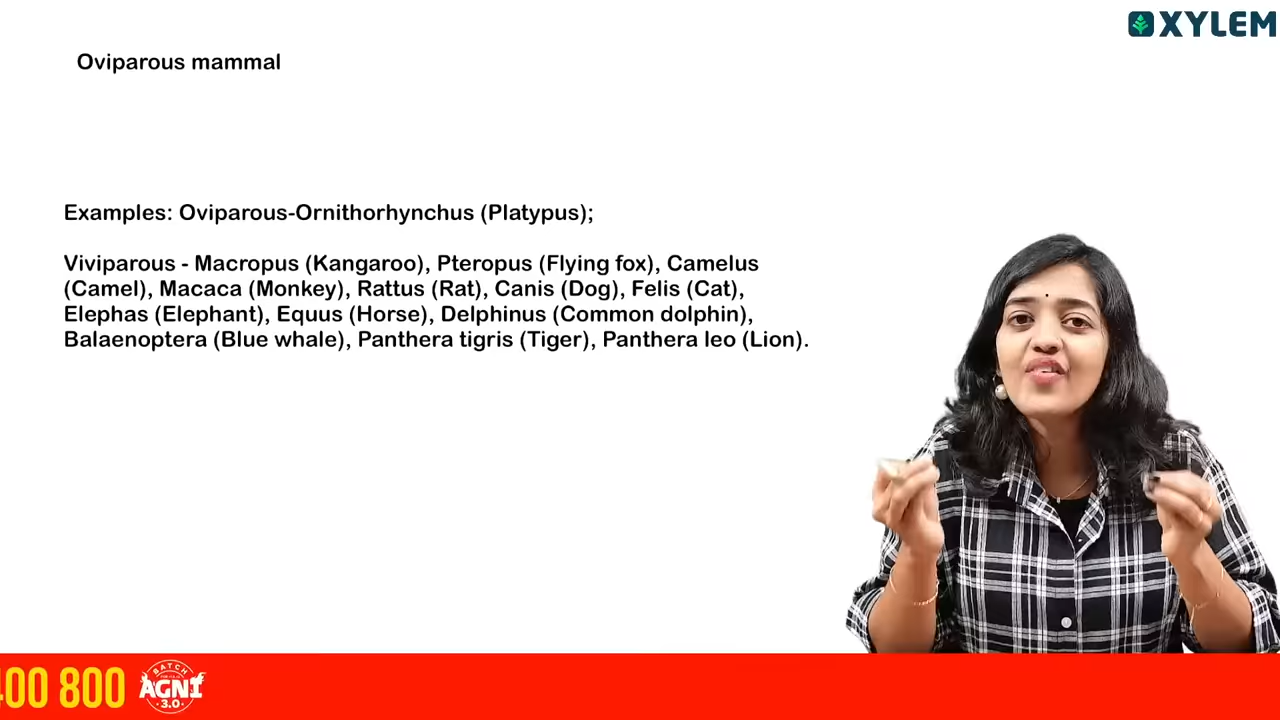 XYLEM
Oviparous mammal
Examples: Oviparous-Ornithorhynchus (Platypus);
Viviparous - Macropus (Kangaroo), Pteropus (Flying fox), Camelus
(Camel), Macaca (Monkey), Rattus (Rat), Canis (Dog), Felis (Cat),
Elephas (Elephant), Equus (Horse), Delphinus (Common dolphin),
Balaenoptera (Blue whale), Panthera tigris (Tiger), Panthera leo (Lion).
400 800
BATCH
AGNI
3.0